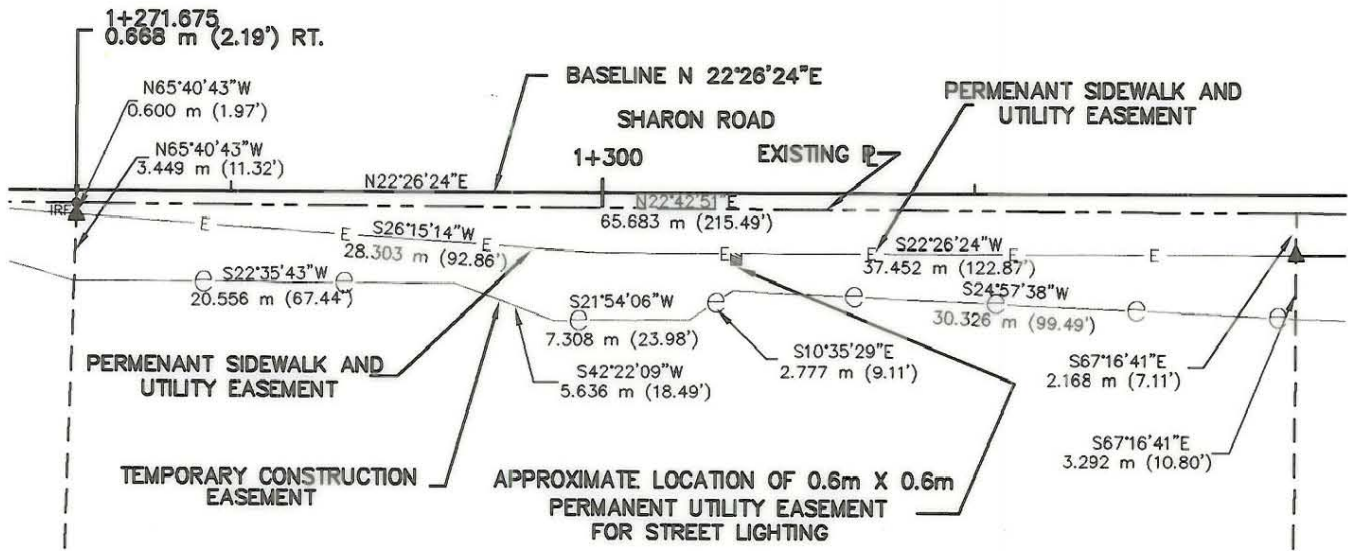 1+271.675
0.668 m (2.19') RT.
N65°40'43"W
0.600 m (1.97')
N65°40'43"W
3.449 m (11.32')
BASELINE N 22°26'24"E
SHARON ROAD
1+300
EXISTING PL
PERMENANT SIDEWALK AND
UTILITY EASEMENT
N22°26'24"E
N22°42'51"E
65.683 m (215.49')
IRF
E
E
S26°15'14"W
E
28.303 m (92.86')
E
E
S22°26'24"W
E
E
37.452 m (122.87')
e
S22°35'43"W
e
20.556 m (67.44')
e
S21°54'06"W
7.308 m (23.98')
e
e
S24°57'38"W
e
e
e
30.326 m (99.49')
S10°35'29"E
2.777 m (9.11')
S67°16'41"E
2.168 m (7.11')
PERMENANT SIDEWALK AND
UTILITY EASEMENT
S42°22'09"W
5.636 m (18.49')
S67°16'41"E
3.292 m (10.80')
TEMPORARY CONSTRUCTION
EASEMENT
APPROXIMATE LOCATION OF 0.6m X 0.6m
PERMANENT UTILITY EASEMENT
FOR STREET LIGHTING